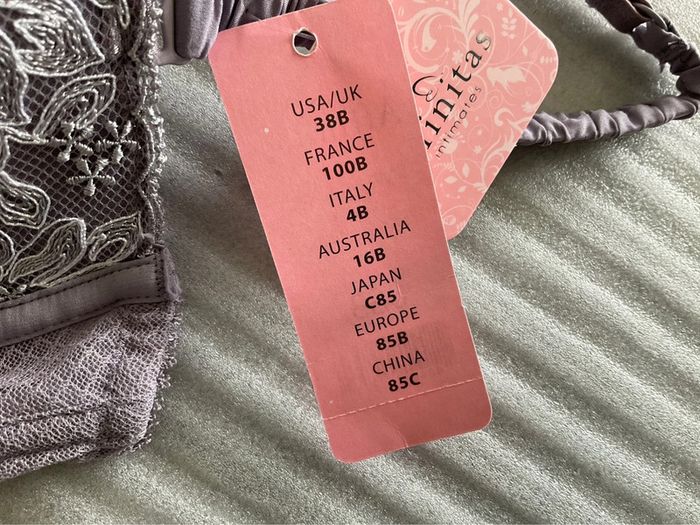 USA/UK
38B
FRANCE
100B
ITALY
4B
AUSTRALIA
16B
JAPAN
C85
EUROPE
85B
CHINA
85C
intimates